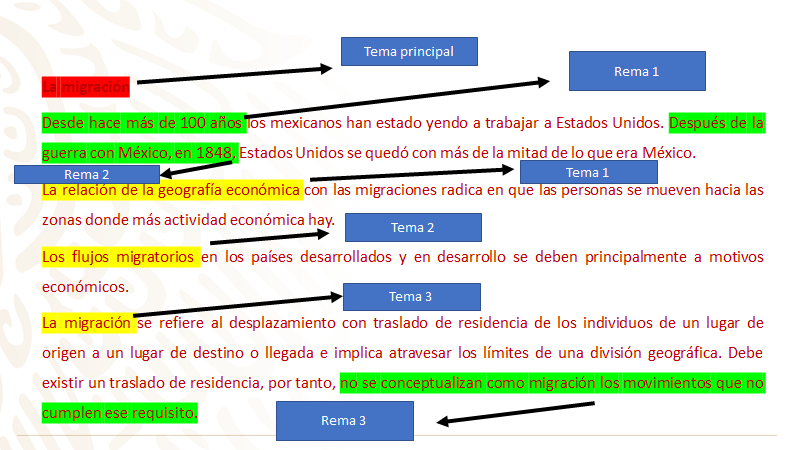 Tema principal
Rema 1
La migración
Desde hace más de 100 años los mexicanos han estado yendo a trabajar a Estados Unidos. Después de la
guerra con México, en 1848, Estados Unidos se quedó con más de la mitad de lo que era México.
Rema 2
Tema 1
La relación de la geografía económica con las migraciones radica en que las personas se mueven hacia las
zonas donde más actividad económica hay.
Tema 2
Los flujos migratorios en los países desarrollados y en desarrollo se deben principalmente a motivos
económicos.
Tema 3
La migración se refiere al desplazamiento con traslado de residencia de los individuos de un lugar de
origen a un lugar de destino o llegada e implica atravesar los límites de una división geográfica. Debe
existir un traslado de residencia, por tanto, no se conceptualizan como migración los movimientos que no
cumplen ese requisito.
Rema 3